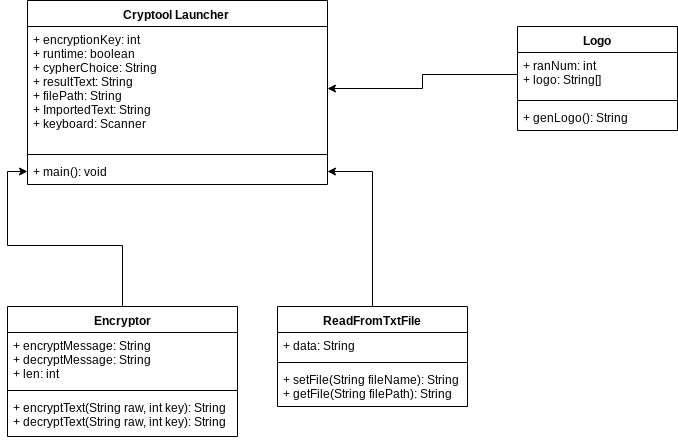 Cryptool Launcher
+ encryptionKey: int
+ runtime: boolean
+ cypherChoice: String
+ resultText: String
+ filePath: String
+ ImportedText: String
+ keyboard: Scanner
+ main(): void
Logo
+ ranNum: int
+ logo: String[]
+ genLogo(): String
Encryptor
+ encryptMessage: String
+ decryptMessage: String
+ len: int
+ encryptText(String raw, int key): String
+ decryptText(String raw, int key): String
ReadFromTxtFile
+ data: String
+ setFile(String fileName): String
+ getFile(String filePath): String